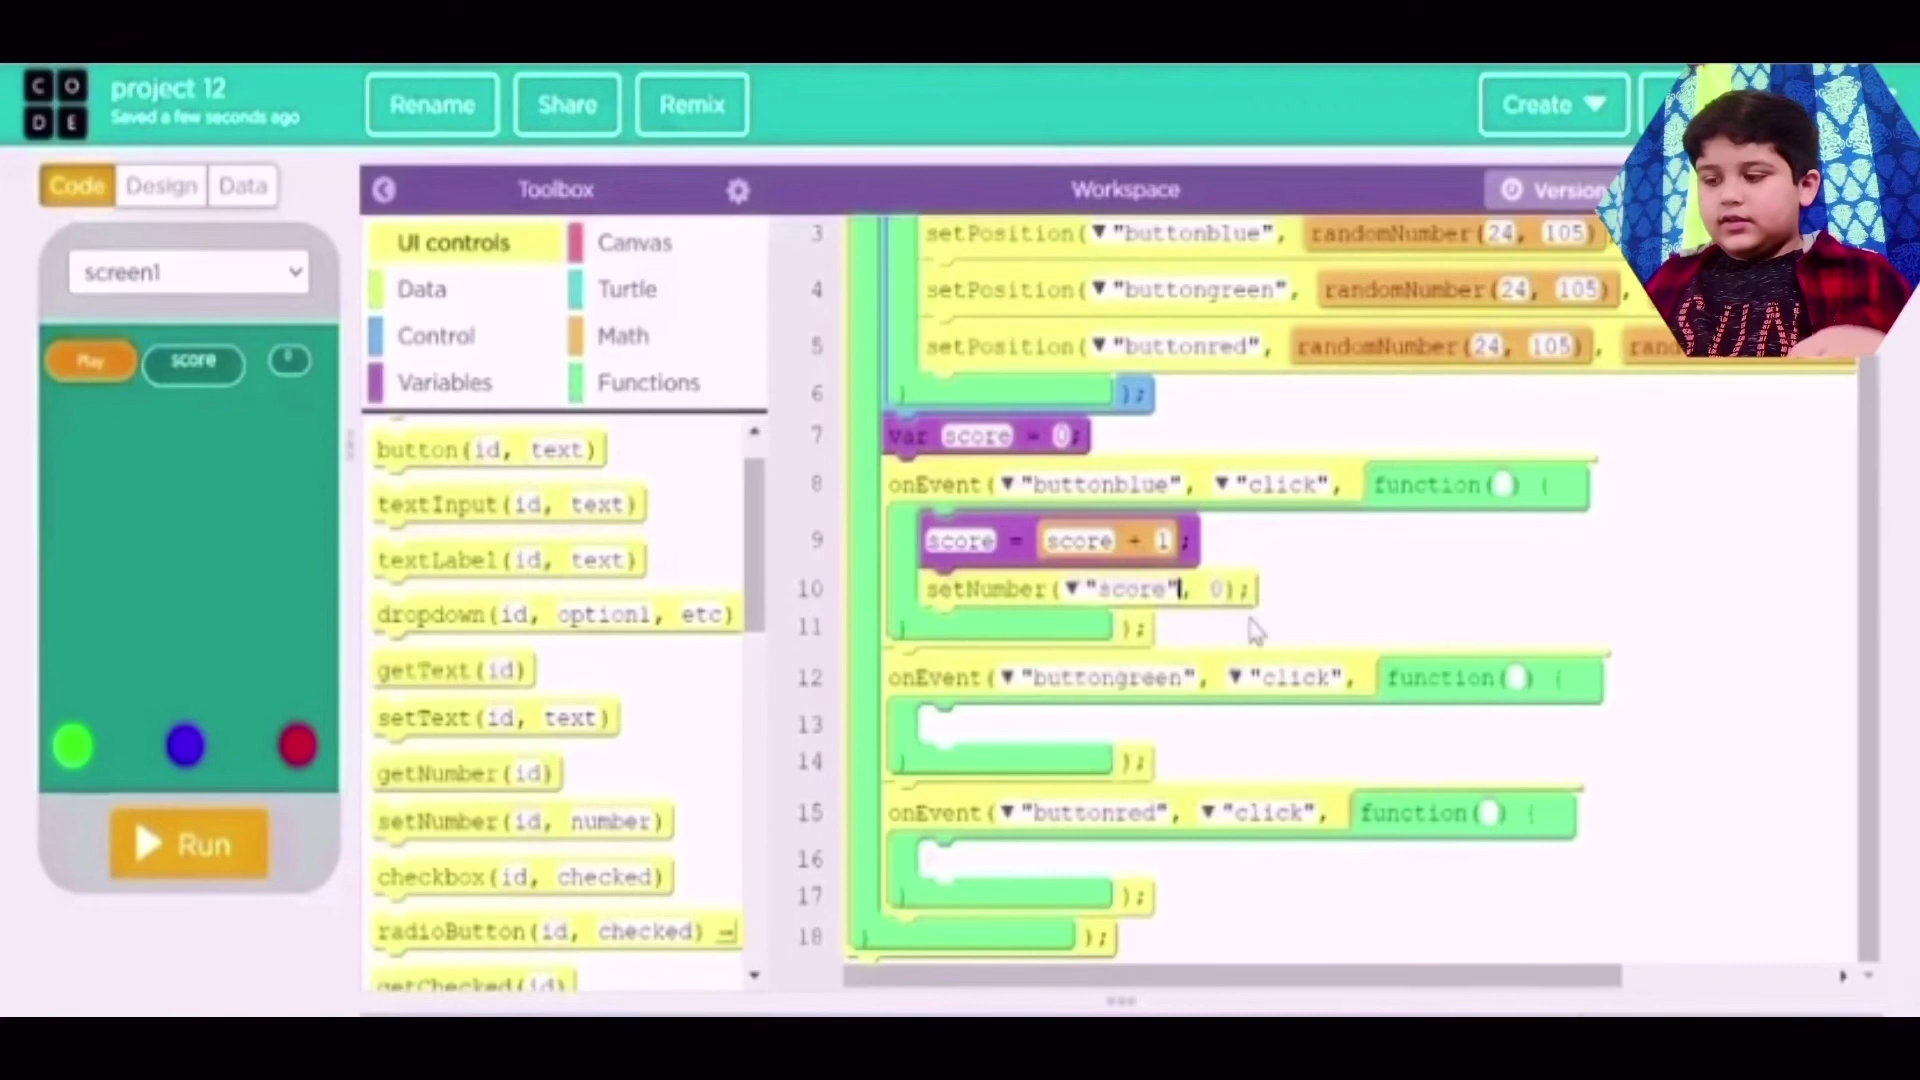 C O
D E
project 12
Saved a few seconds ago
Rename
Share
Remix
Create
Code
Design
Data
Toolbox
Workspace
Version
screen1
Play
score
0
Run
UI controls
Canvas
Data
Turtle
Control
Math
Variables
Functions
button(id, text)
textInput(id, text)
textLabel(id, text)
dropdown(id, option1, etc)
getText(id)
setText(id, text)
getNumber(id)
setNumber(id, number)
checkbox(id, checked)
radioButton(id, checked)
getChecked(id)
3 setPosition("buttonblue", randomNumber(24, 105)
4 setPosition("buttongreen", randomNumber(24, 105),
5 setPosition("buttonred", randomNumber(24, 105),
6 } );
7 var score = 0;
8 onEvent("buttonblue", "click", function() {
9 score = score + 1;
10 setNumber("score", 0);
11 } );
12 onEvent("buttongreen", "click", function() {
13
14 } );
15 onEvent("buttonred", "click", function() {
16
17 } );
18 } );